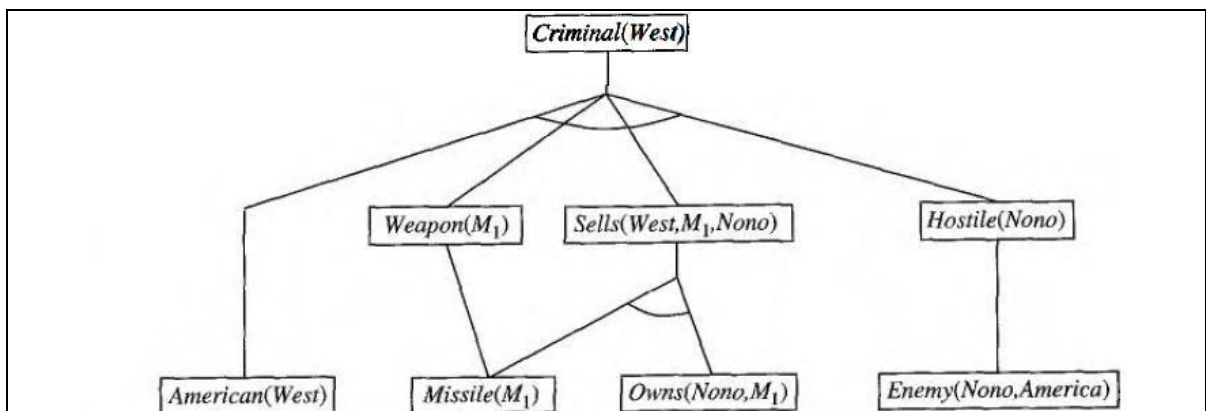 Criminal(West)
Weapon(M₁)
Sells(West,M₁,Nono)
Hostile(Nono)
American(West)
Missile(M₁)
Owns(Nono,M₁)
Enemy(Nono,America)